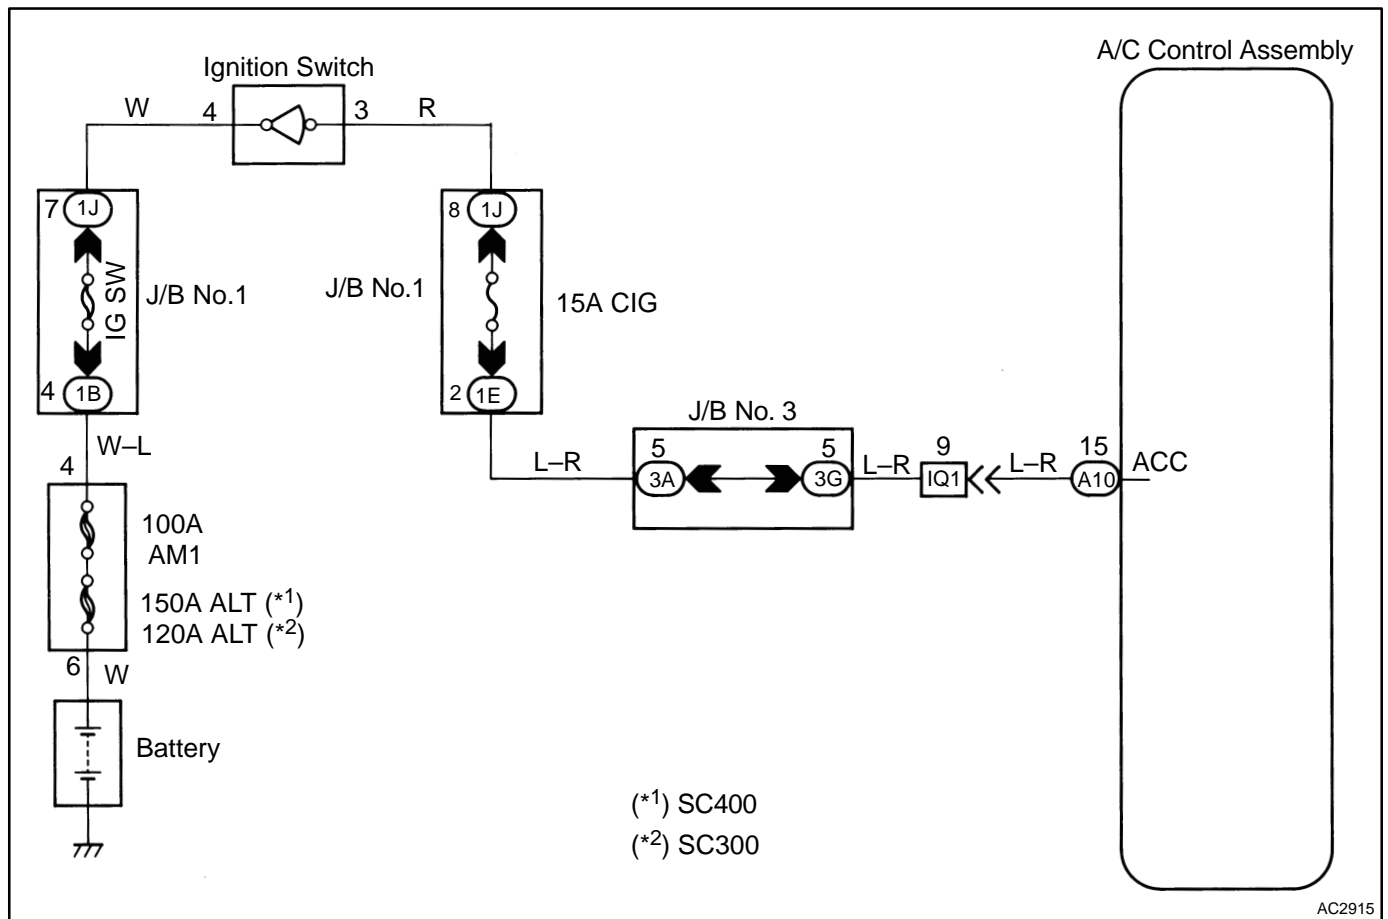 A/C Control Assembly
Ignition Switch
W 4 3 R
7 1J
IG SW
J/B No.1
4 1B
8 1J
J/B No.1
15A CIG
2 1E
W–L
4
100A
AM1
150A ALT (*1)
120A ALT (*2)
6 W
Battery
J/B No. 3
L–R 5 3A 5 3G L–R 9 IQ1 L–R 15 A10 ACC
(*1) SC400
(*2) SC300
AC2915